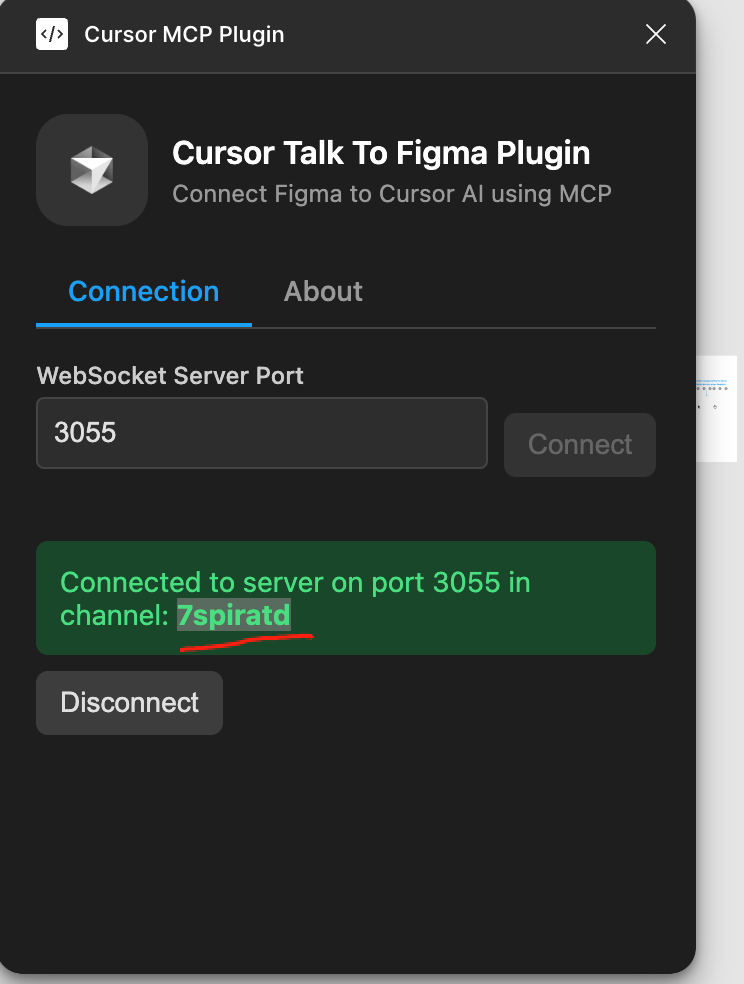 </> Cursor MCP Plugin
Cursor Talk To Figma Plugin
Connect Figma to Cursor AI using MCP
Connection About
WebSocket Server Port
3055
Connect
Connected to server on port 3055 in
channel: 7spiratd
Disconnect